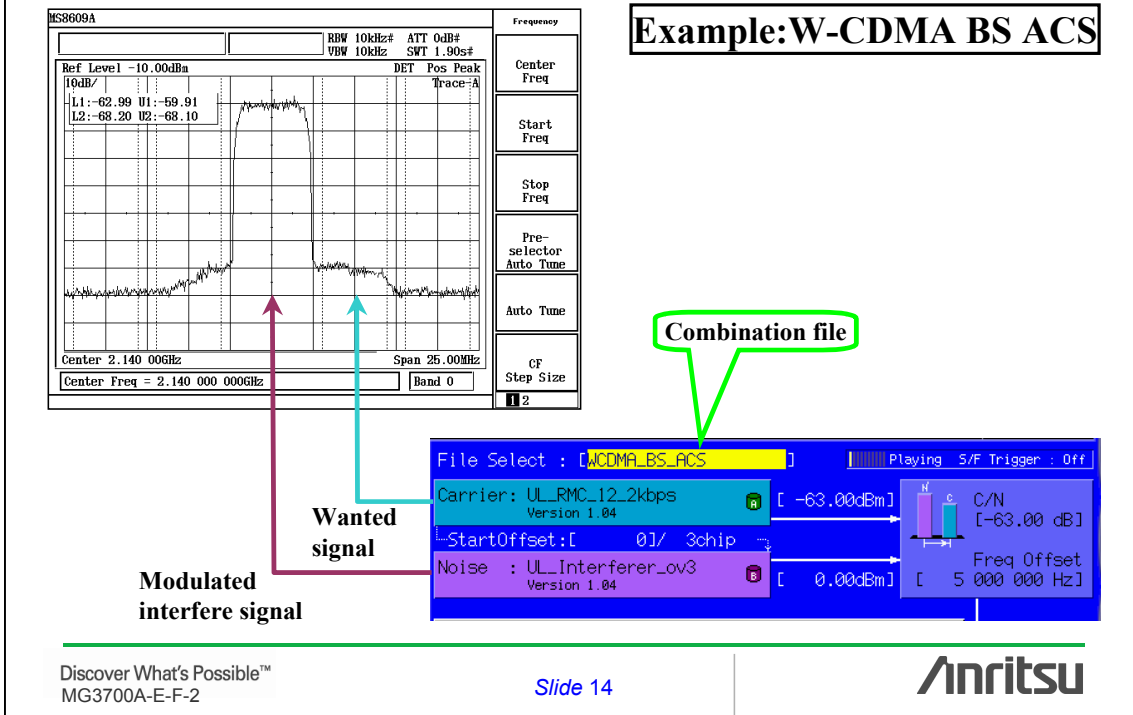 Example:W-CDMA BS ACS
MS8609A
RBW 10kHz# ATT 0dB#
VBW 10kHz SWT 1.90s#
Ref Level -10.00dBm DET Pos Peak
10dB/ Trace-A
L1:-62.99 U1:-59.91
L2:-68.20 U2:-68.10
Center 2.140 00GHz Span 25.00MHz
Center Freq = 2.140 000 000GHz Band 0
Frequency
Center
Freq
Start
Freq
Stop
Freq
Pre-
selector
Auto Tune
Auto Tune
CF
Step Size
1 2
Combination file
Wanted
signal
Modulated
interfere signal
File Select : [WCDMA_BS_ACS ] Playing S/F Trigger : Off
Carrier: UL_RMC_12_2kbps A [ -63.00dBm]
Version 1.04
StartOffset:[ 0]/ 3chip
Noise : UL_Interferer_ov3 B [ 0.00dBm]
Version 1.04
N C C/N
[-63.00 dB]
Freq Offset
[ 5 000 000 Hz]
Discover What's Possible™
MG3700A-E-F-2
Slide 14
Anritsu